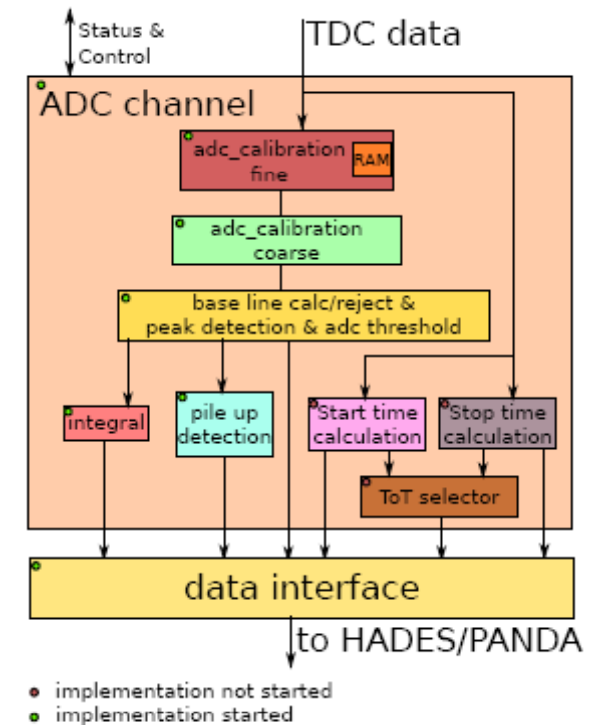 Status &
Control
TDC data
ADC channel
adc_calibration
fine
RAM
adc_calibration
coarse
base line calc/reject &
peak detection & adc threshold
integral
pile up
detection
Start time
calculation
Stop time
calculation
ToT selector
data interface
to HADES/PANDA
implementation not started
implementation started